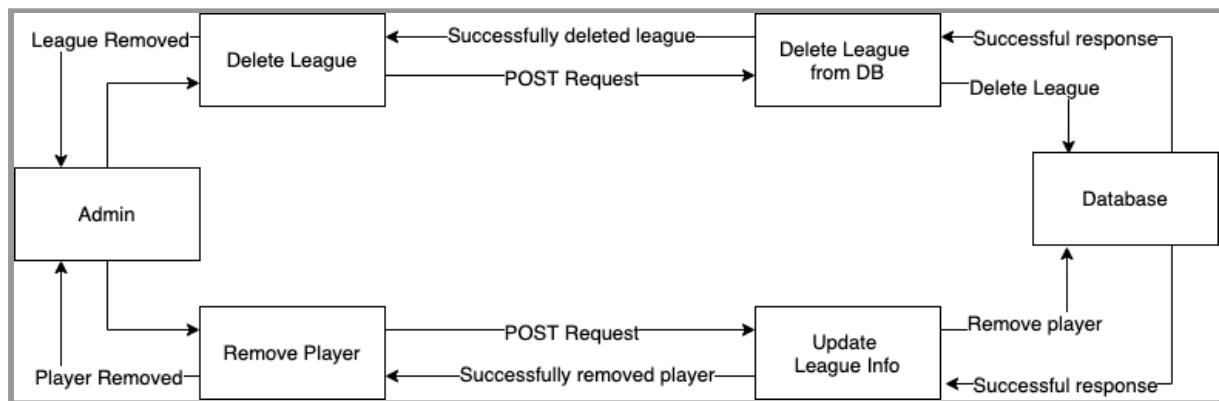 League Removed
Delete League
Successfully deleted league
POST Request
Delete League
from DB
Successful response
Delete League
Admin
Database
Remove Player
Player Removed
POST Request
Successfully removed player
Update
League Info
Remove player
Successful response